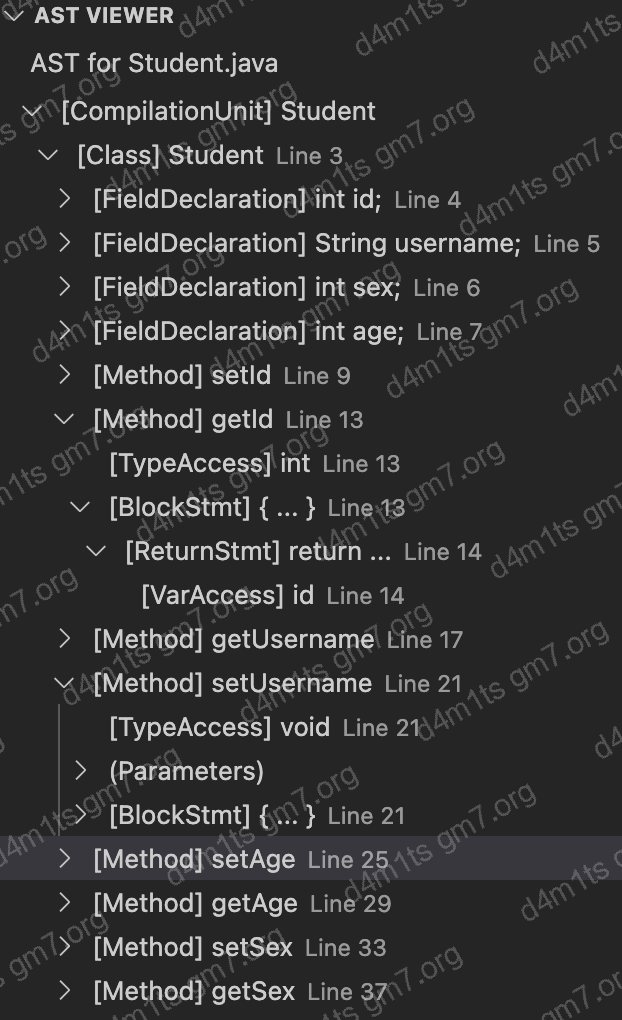 AST VIEWER
AST for Student.java
[CompilationUnit] Student
[Class] Student Line 3
[FieldDeclaration] int id; Line 4
[FieldDeclaration] String username; Line 5
[FieldDeclaration] int sex; Line 6
[FieldDeclaration] int age; Line 7
[Method] setId Line 9
[Method] getId Line 13
[TypeAccess] int Line 13
[BlockStmt] { ... } Line 13
[ReturnStmt] return ... Line 14
[VarAccess] id Line 14
[Method] getUsername Line 17
[Method] setUsername Line 21
[TypeAccess] void Line 21
(Parameters)
[BlockStmt] { ... } Line 21
[Method] setAge Line 25
[Method] getAge Line 29
[Method] setSex Line 33
[Method] getSex Line 37
d4m1ts gm7.org